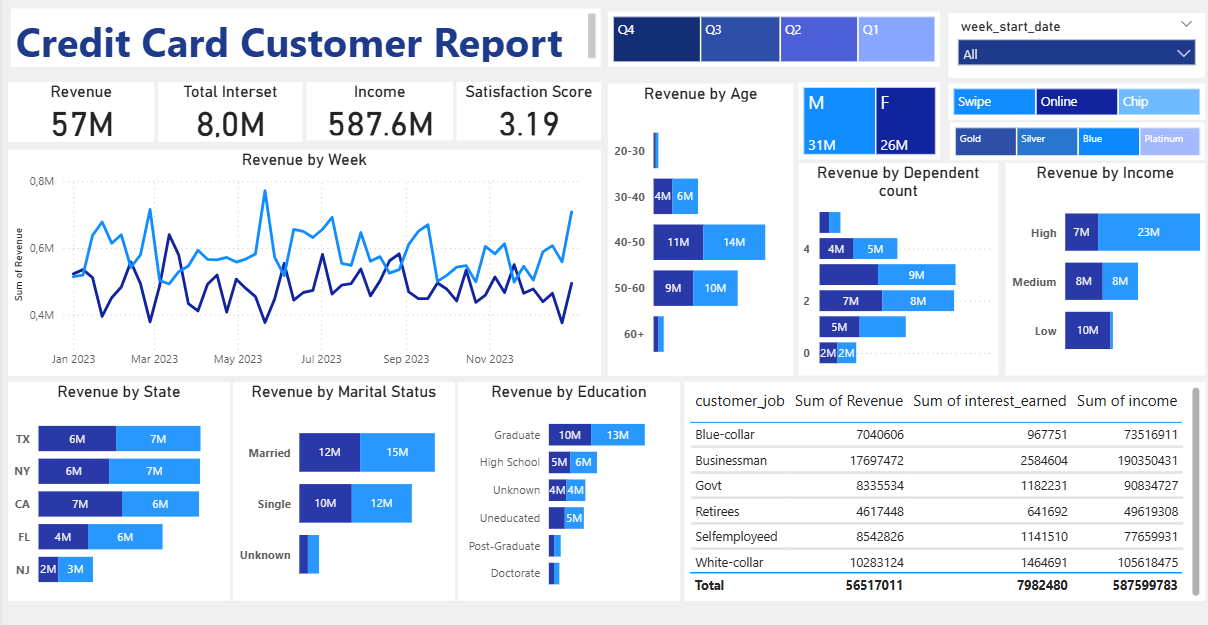 Credit Card Customer Report
Q4
Q3
Q2
Q1
week_start_date
All
Revenue
57M
Total Interset
8,0M
Income
587.6M
Satisfaction Score
3.19
Revenue by Week
0,8M
0,6M
0,4M
Sum of Revenue
Jan 2023
Mar 2023
May 2023
Jul 2023
Sep 2023
Nov 2023
Revenue by Age
20-30
30-40
4M
6M
40-50
11M
14M
50-60
9M
10M
60+
M
31M
F
26M
Swipe
Online
Chip
Gold
Silver
Blue
Platinum
Revenue by Dependent
count
4
4M
5M
9M
2
7M
8M
5M
0
2M
2M
Revenue by Income
High
7M
23M
Medium
8M
8M
Low
10M
Revenue by State
TX
6M
7M
NY
6M
7M
CA
7M
6M
FL
4M
6M
NJ
2M
3M
Revenue by Marital Status
Married
12M
15M
Single
10M
12M
Unknown
Revenue by Education
Graduate
10M
13M
High School
5M
6M
Unknown
4M
4M
Uneducated
5M
Post-Graduate
Doctorate
customer_job Sum of Revenue Sum of interest_earned Sum of income
Blue-collar 7040606 967751 73516911
Businessman 17697472 2584604 190350431
Govt 8335534 1182231 90834727
Retirees 4617448 641692 49619308
Selfemployeed 8542826 1141510 77659931
White-collar 10283124 1464691 105618475
Total 56517011 7982480 587599783